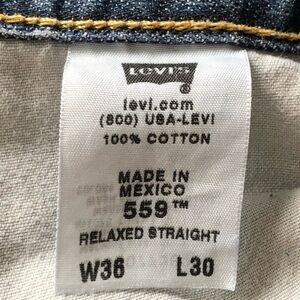 LEVI'S
®
levi.com
(800) USA-LEVI
100% COTTON
MADE IN
MEXICO
559™
RELAXED STRAIGHT
W36 L30